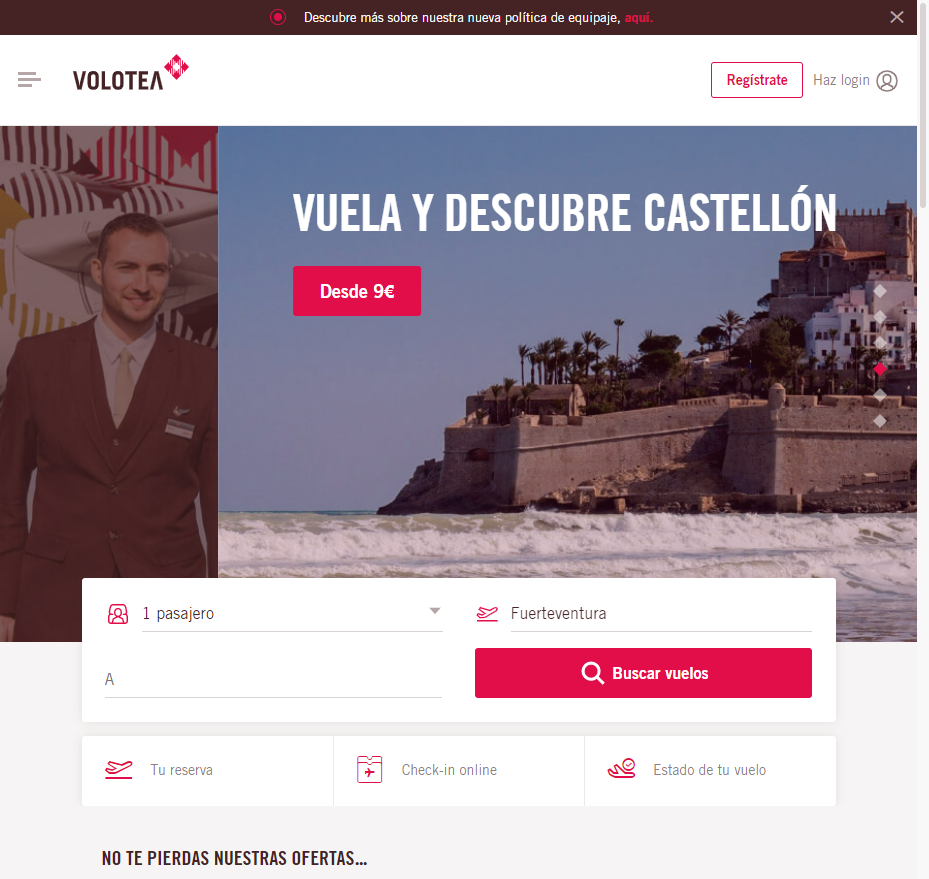 Descubre más sobre nuestra nueva política de equipaje, aquí.
VOLOTEA
Regístrate
Haz login
VUELA Y DESCUBRE CASTELLÓN
Desde 9€
1 pasajero
Fuerteventura
A
Buscar vuelos
Tu reserva
Check-in online
Estado de tu vuelo
NO TE PIERDAS NUESTRAS OFERTAS...